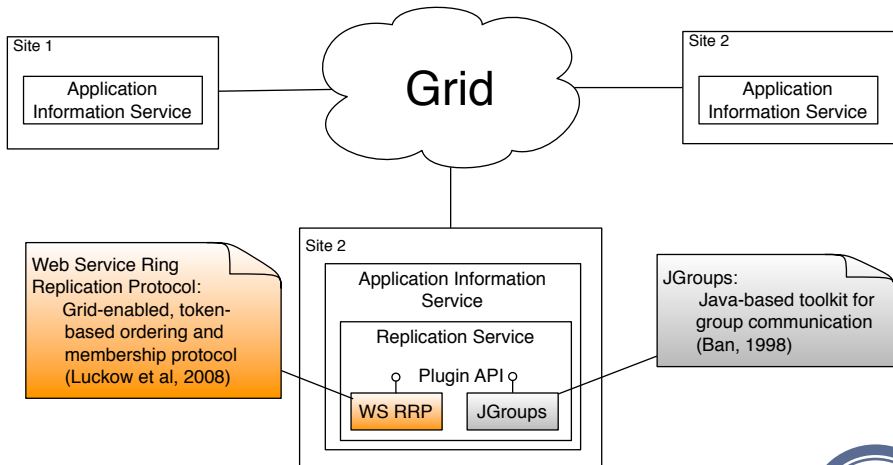 Site 1
Application
Information Service
Grid
Site 2
Application
Information Service
Web Service Ring
Replication Protocol:
Grid-enabled, token-
based ordering and
membership protocol
(Luckow et al, 2008)
Site 2
Application Information
Service
Replication Service
Plugin API
WS RRP
JGroups
JGroups:
Java-based toolkit for
group communication
(Ban, 1998)